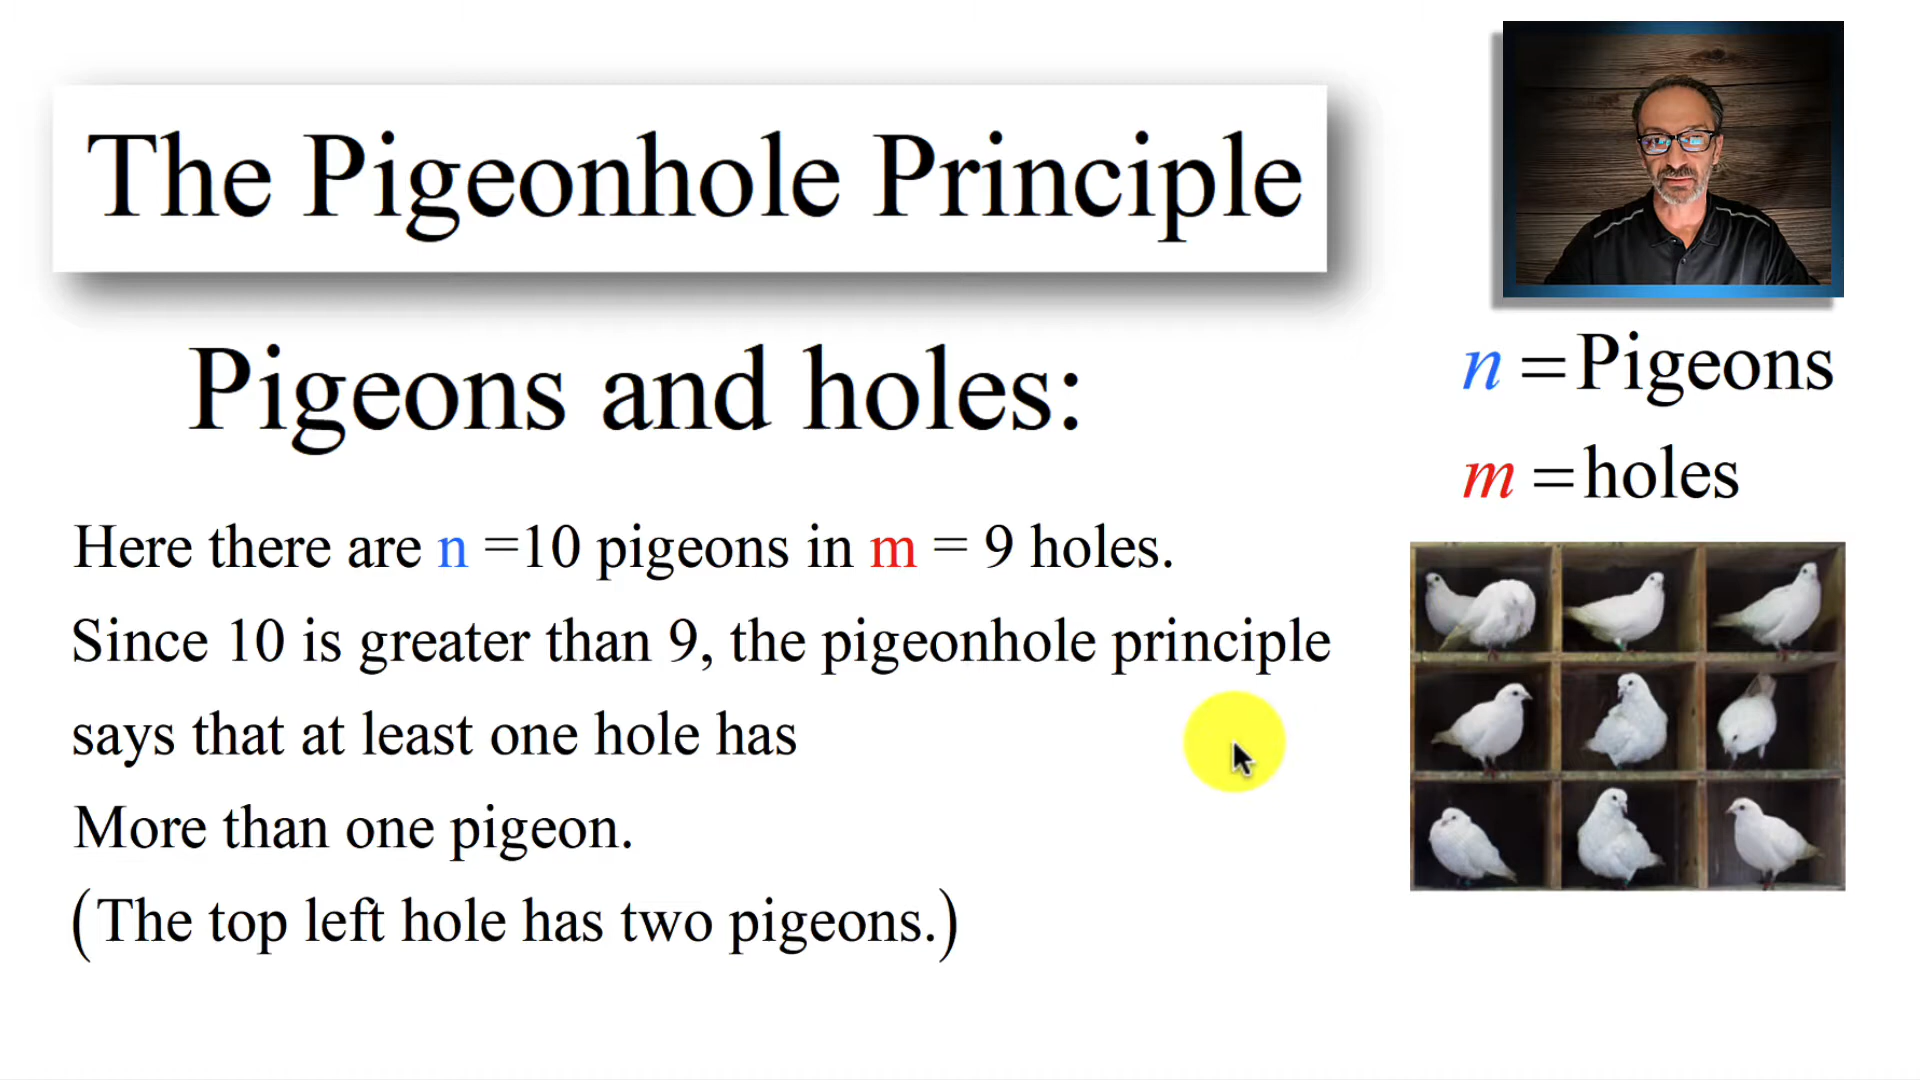 The Pigeonhole Principle
Pigeons and holes:
n = Pigeons
m = holes
Here there are n =10 pigeons in m = 9 holes.
Since 10 is greater than 9, the pigeonhole principle
says that at least one hole has
More than one pigeon.
(The top left hole has two pigeons.)